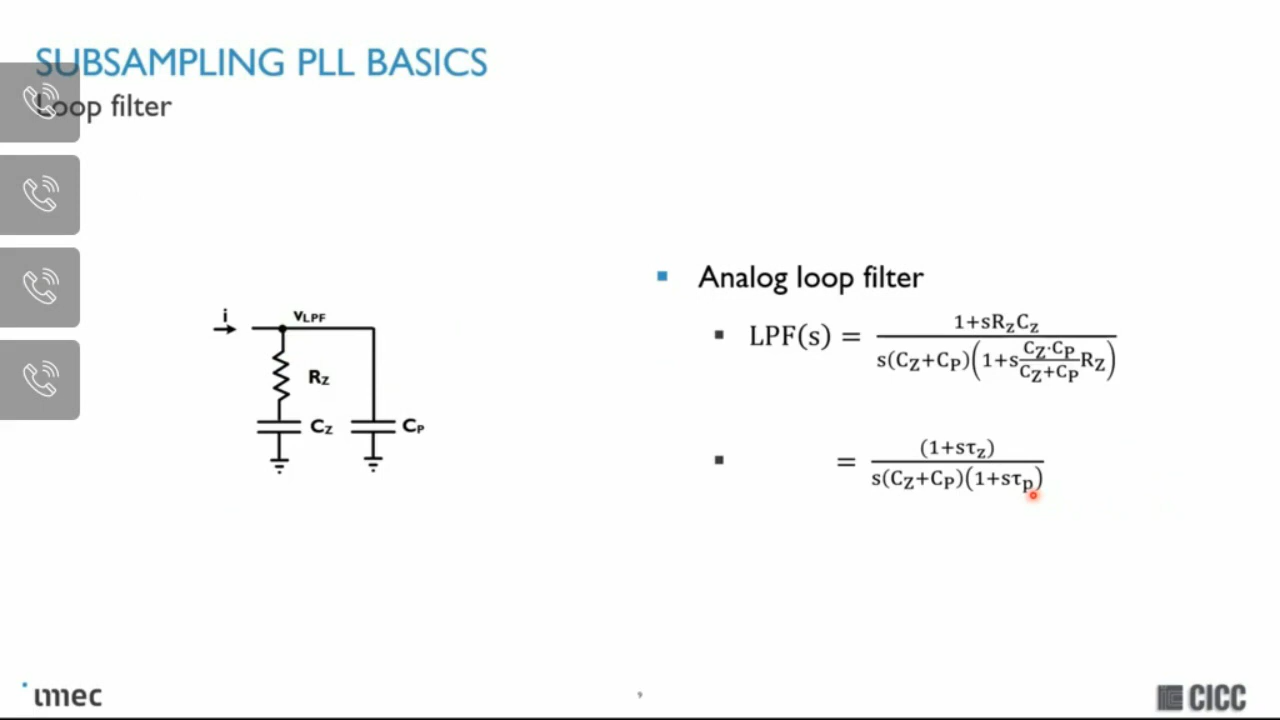 SUBSAMPLING PLL BASICS
Loop filter
i
VLPF
RZ
CZ
CP
Analog loop filter
LPF(s) = 1+sRzCz / s(CZ+CP)(1+s CZ·CP / CZ+CP RZ)
= (1+sτz) / s(CZ+CP)(1+sτp)
imec
9
CICC